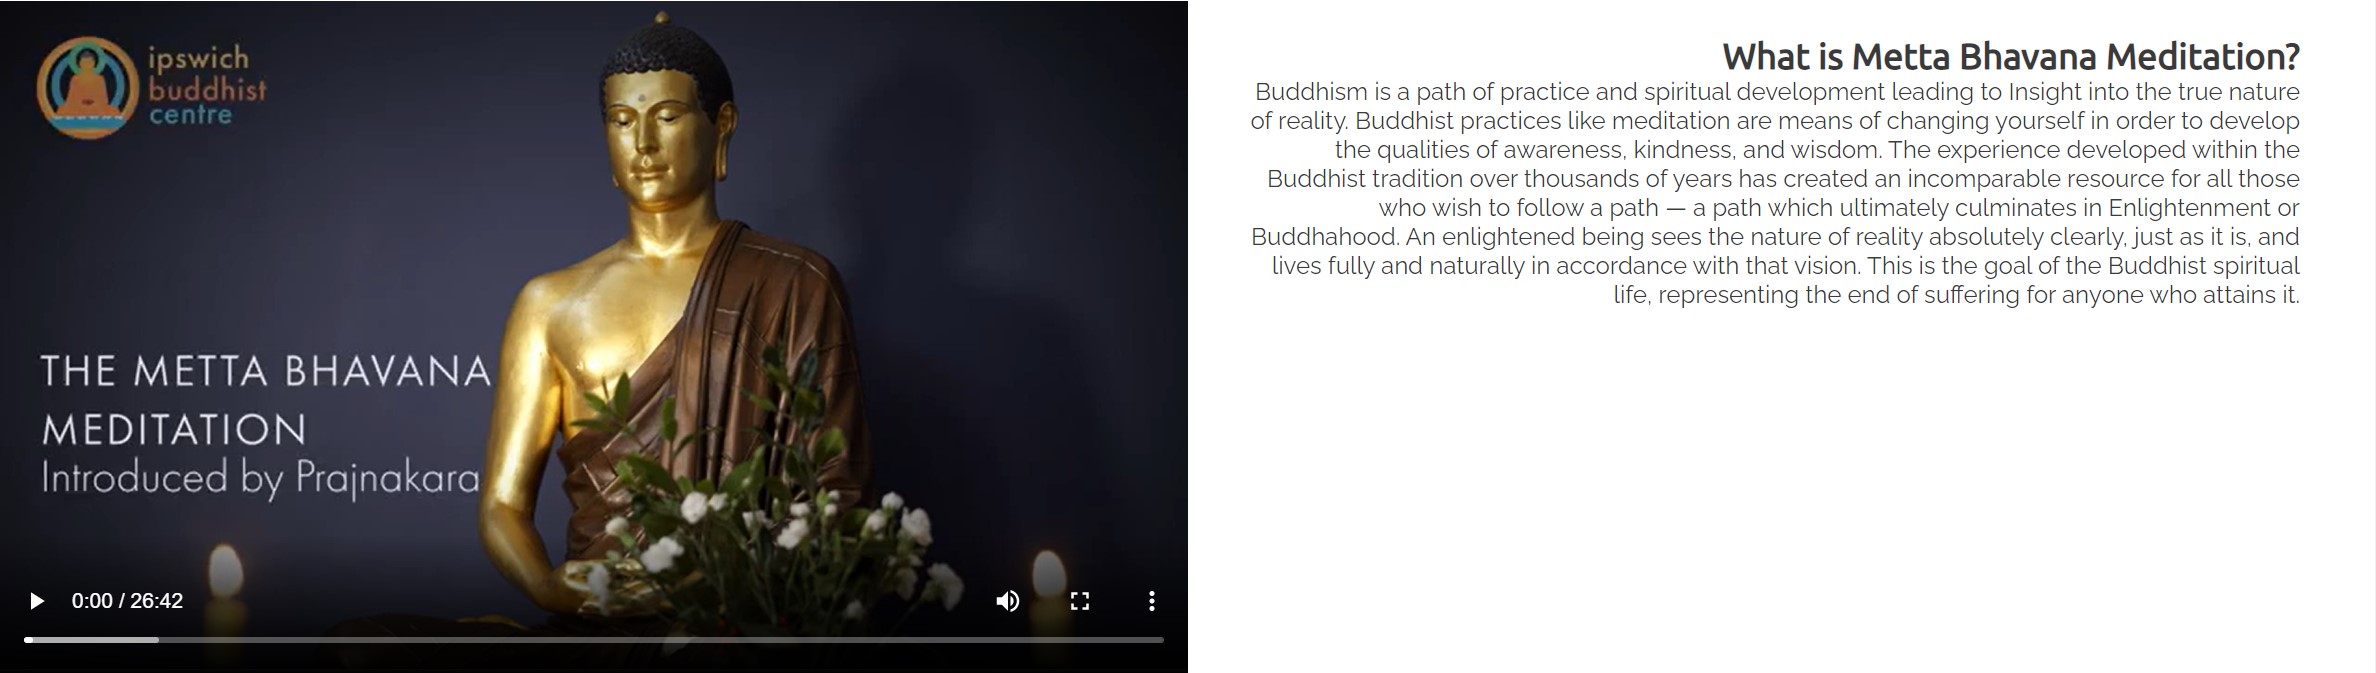 ipswich
buddhist
centre
THE METTA BHAVANA
MEDITATION
Introduced by Prajnakara
0:00 / 26:42
What is Metta Bhavana Meditation?
Buddhism is a path of practice and spiritual development leading to Insight into the true nature
of reality. Buddhist practices like meditation are means of changing yourself in order to develop
the qualities of awareness, kindness, and wisdom. The experience developed within the
Buddhist tradition over thousands of years has created an incomparable resource for all those
who wish to follow a path — a path which ultimately culminates in Enlightenment or
Buddhahood. An enlightened being sees the nature of reality absolutely clearly, just as it is, and
lives fully and naturally in accordance with that vision. This is the goal of the Buddhist spiritual
life, representing the end of suffering for anyone who attains it.